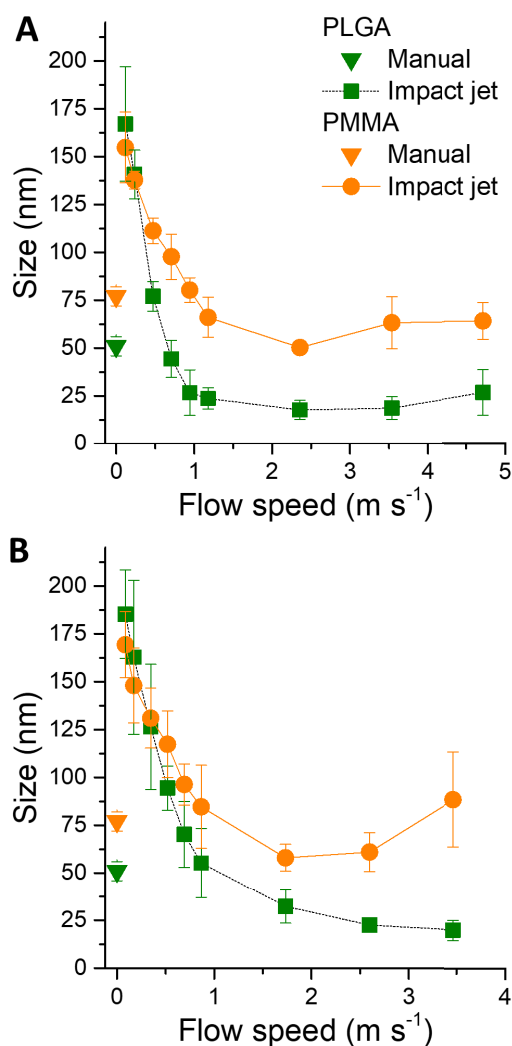 A
PLGA
Manual
Impact jet
PMMA
Manual
Impact jet
Size (nm)
200
175
150
125
100
75
50
25
0
0 1 2 3 4 5
Flow speed (m s⁻¹)
B
Size (nm)
200
175
150
125
100
75
50
25
0
0 1 2 3 4
Flow speed (m s⁻¹)